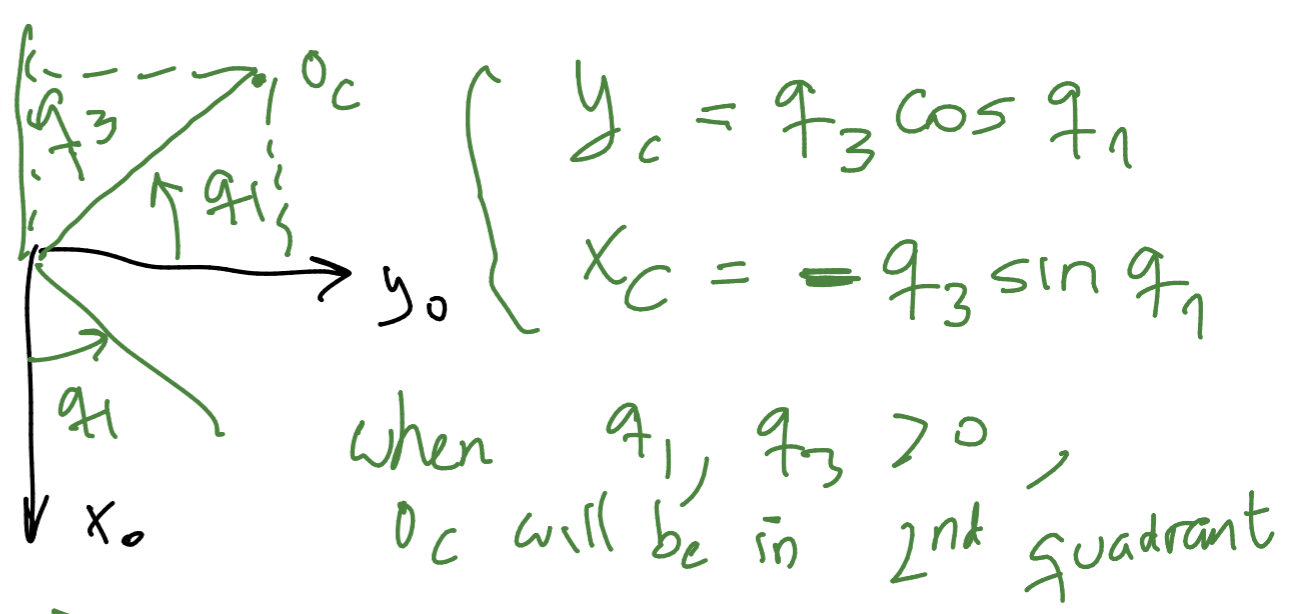 O_C
q_3
q_1
y_0
q_1
x_0
y_c = q_3 cos q_1
x_C = - q_3 sin q_1
when q_1, q_3 > 0,
O_C will be in 2nd quadrant